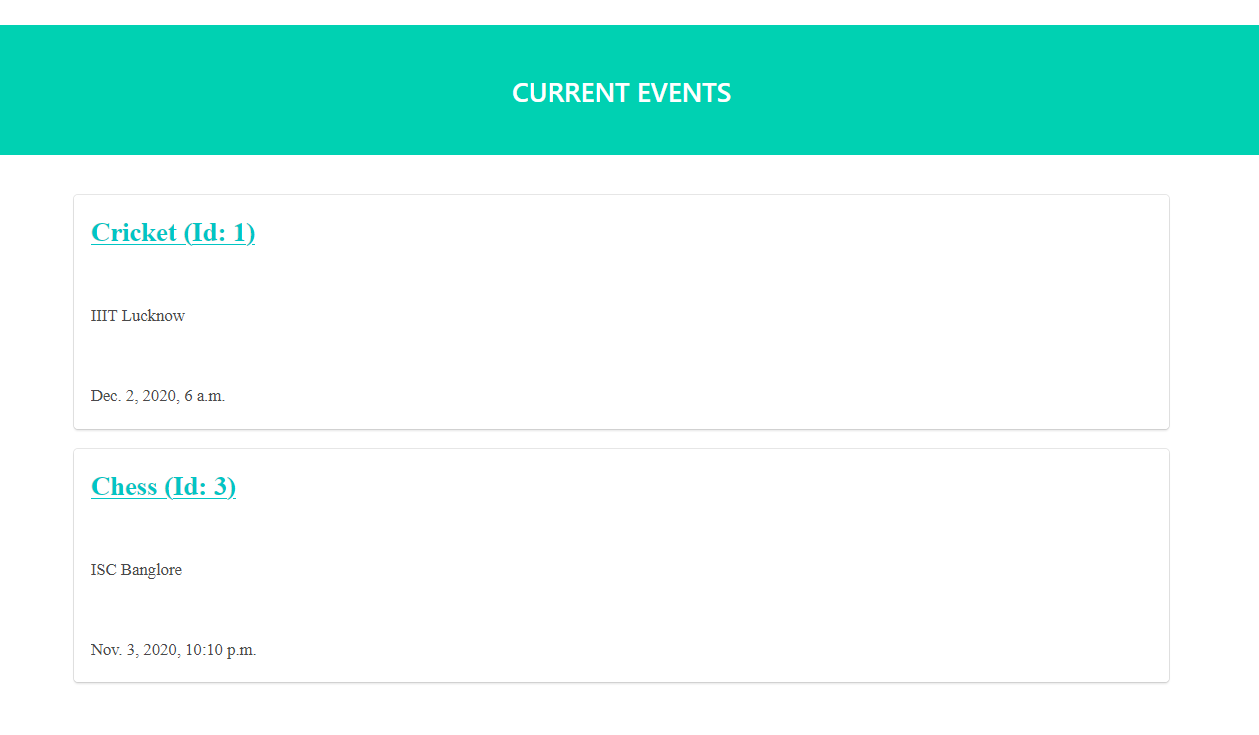 CURRENT EVENTS
Cricket (Id: 1)
IIIT Lucknow
Dec. 2, 2020, 6 a.m.
Chess (Id: 3)
ISC Banglore
Nov. 3, 2020, 10:10 p.m.